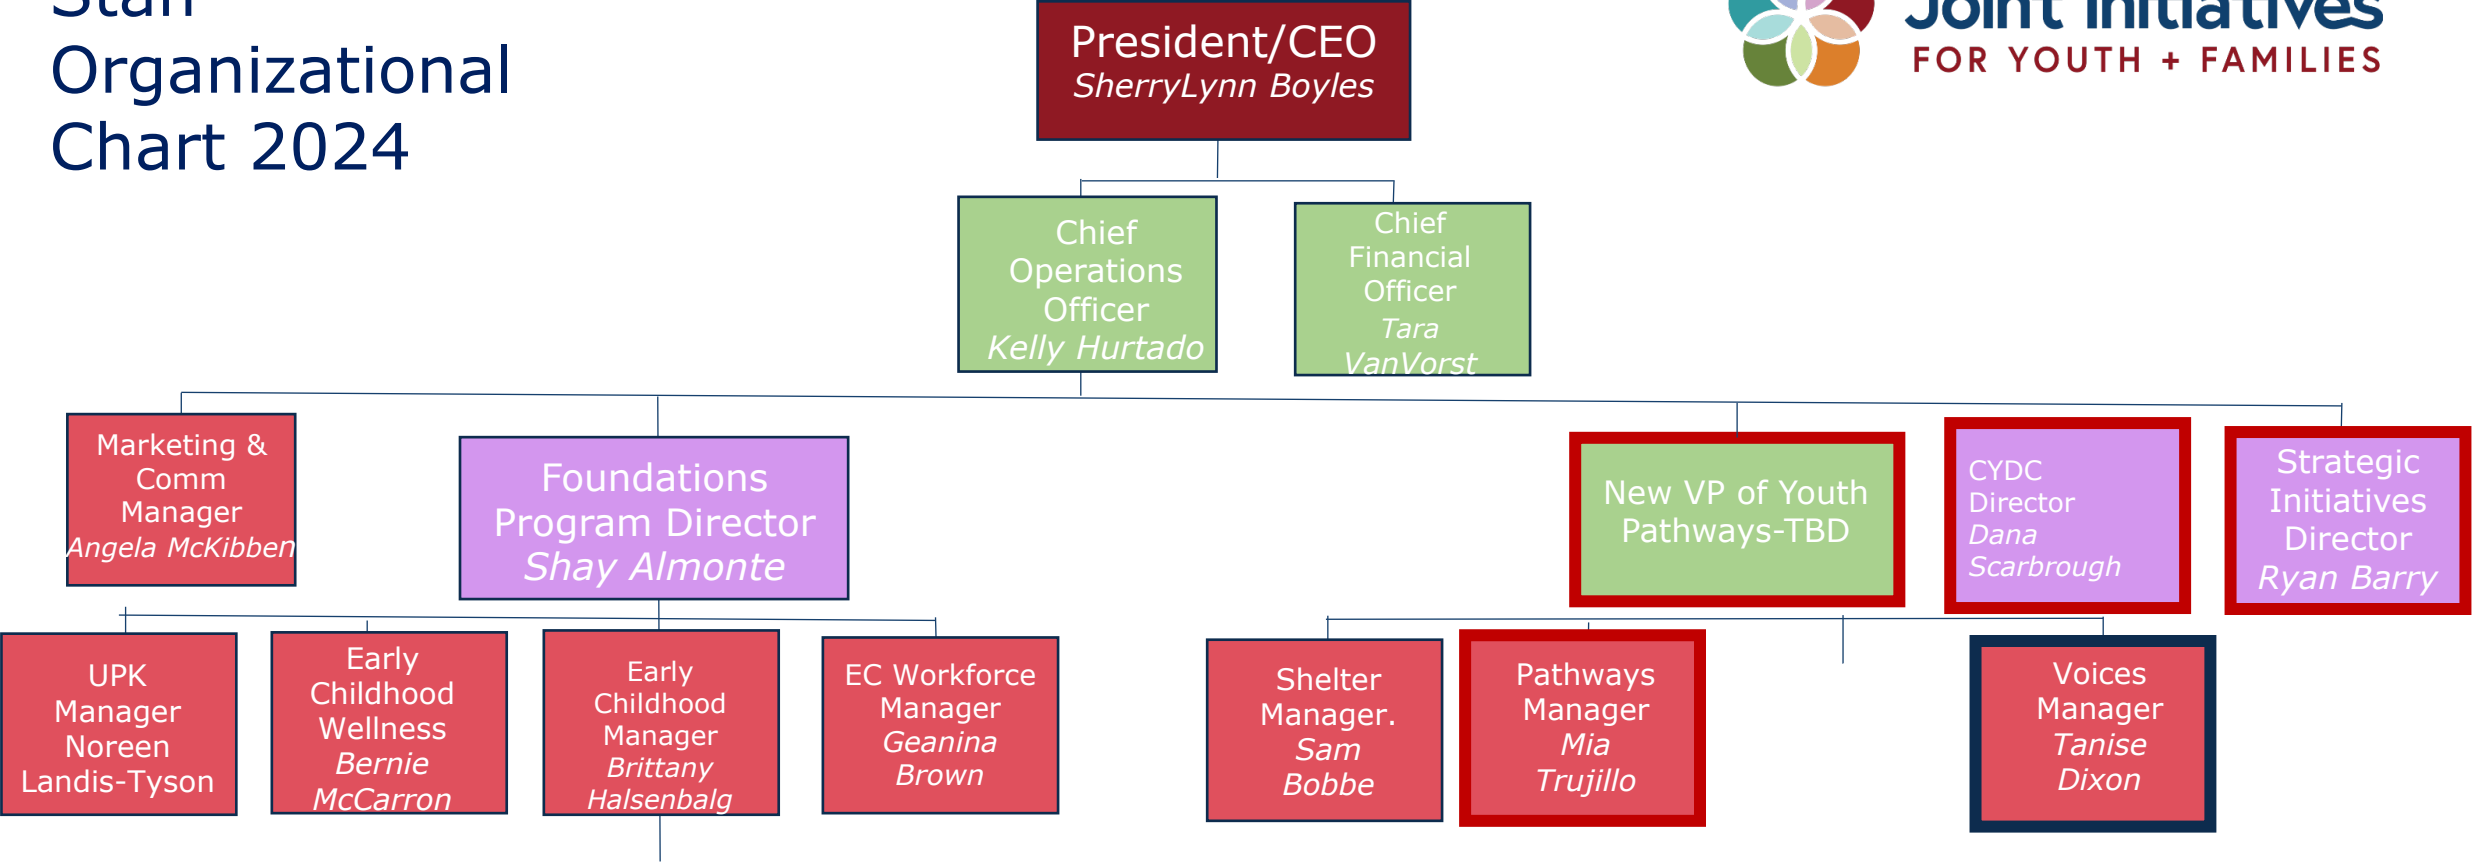 Staff
Organizational
Chart 2024
President/CEO
SherryLynn Boyles
Joint Initiatives
FOR YOUTH + FAMILIES
Chief
Operations
Officer
Kelly Hurtado
Chief
Financial
Officer
Tara
VanVorst
Marketing &
Comm
Manager
Angela McKibben
Foundations
Program Director
Shay Almonte
New VP of Youth
Pathways-TBD
CYDC
Director
Dana
Scarbrough
Strategic
Initiatives
Director
Ryan Barry
UPK
Manager
Noreen
Landis-Tyson
Early
Childhood
Wellness
Bernie
McCarron
Early
Childhood
Manager
Brittany
Halsenbalg
EC Workforce
Manager
Geanina
Brown
Shelter
Manager.
Sam
Bobbe
Pathways
Manager
Mia
Trujillo
Voices
Manager
Tanise
Dixon